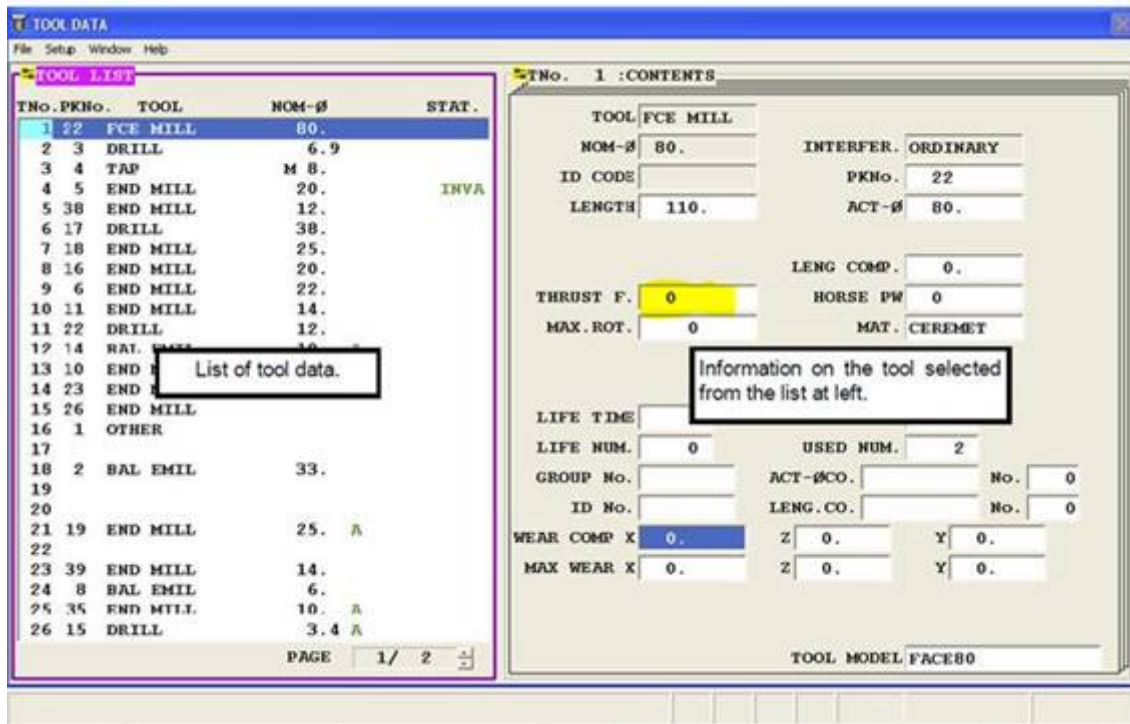 TOOL DATA
File Setup Window Help
TOOL LIST
TNo. PKNo. TOOL NOM-Ø STAT.
1 22 FCE MILL 80.
2 3 DRILL 6.9
3 4 TAP M 8.
4 5 END MILL 20. INVA
5 38 END MILL 12.
6 17 DRILL 38.
7 18 END MILL 25.
8 16 END MILL 20.
9 6 END MILL 22.
10 11 END MILL 14.
11 22 DRILL 12.
12 14 BAL EMIL
13 10 END
14 23 END
15 26 END MILL
16 1 OTHER
17
18 2 BAL EMIL 33.
19
20
21 19 END MILL 25. A
22
23 39 END MILL 14.
24 8 BAL EMIL 6.
25 35 END MILL 10. A
26 15 DRILL 3.4 A
PAGE 1/ 2
List of tool data.
TNo. 1 :CONTENTS
TOOL FCE MILL
NOM-Ø 80. INTERFER. ORDINARY
ID CODE PKNo. 22
LENGTH 110. ACT-Ø 80.
LENG COMP. 0.
THRUST F. 0 HORSE PW 0
MAX.ROT. 0 MAT. CEREMET
Information on the tool selected
from the list at left.
LIFE TIME
LIFE NUM. 0 USED NUM. 2
GROUP No. ACT-ØCO. No. 0
ID No. LENG.CO. No. 0
WEAR COMP X 0. Z 0. Y 0.
MAX WEAR X 0. Z 0. Y 0.
TOOL MODEL FACE80